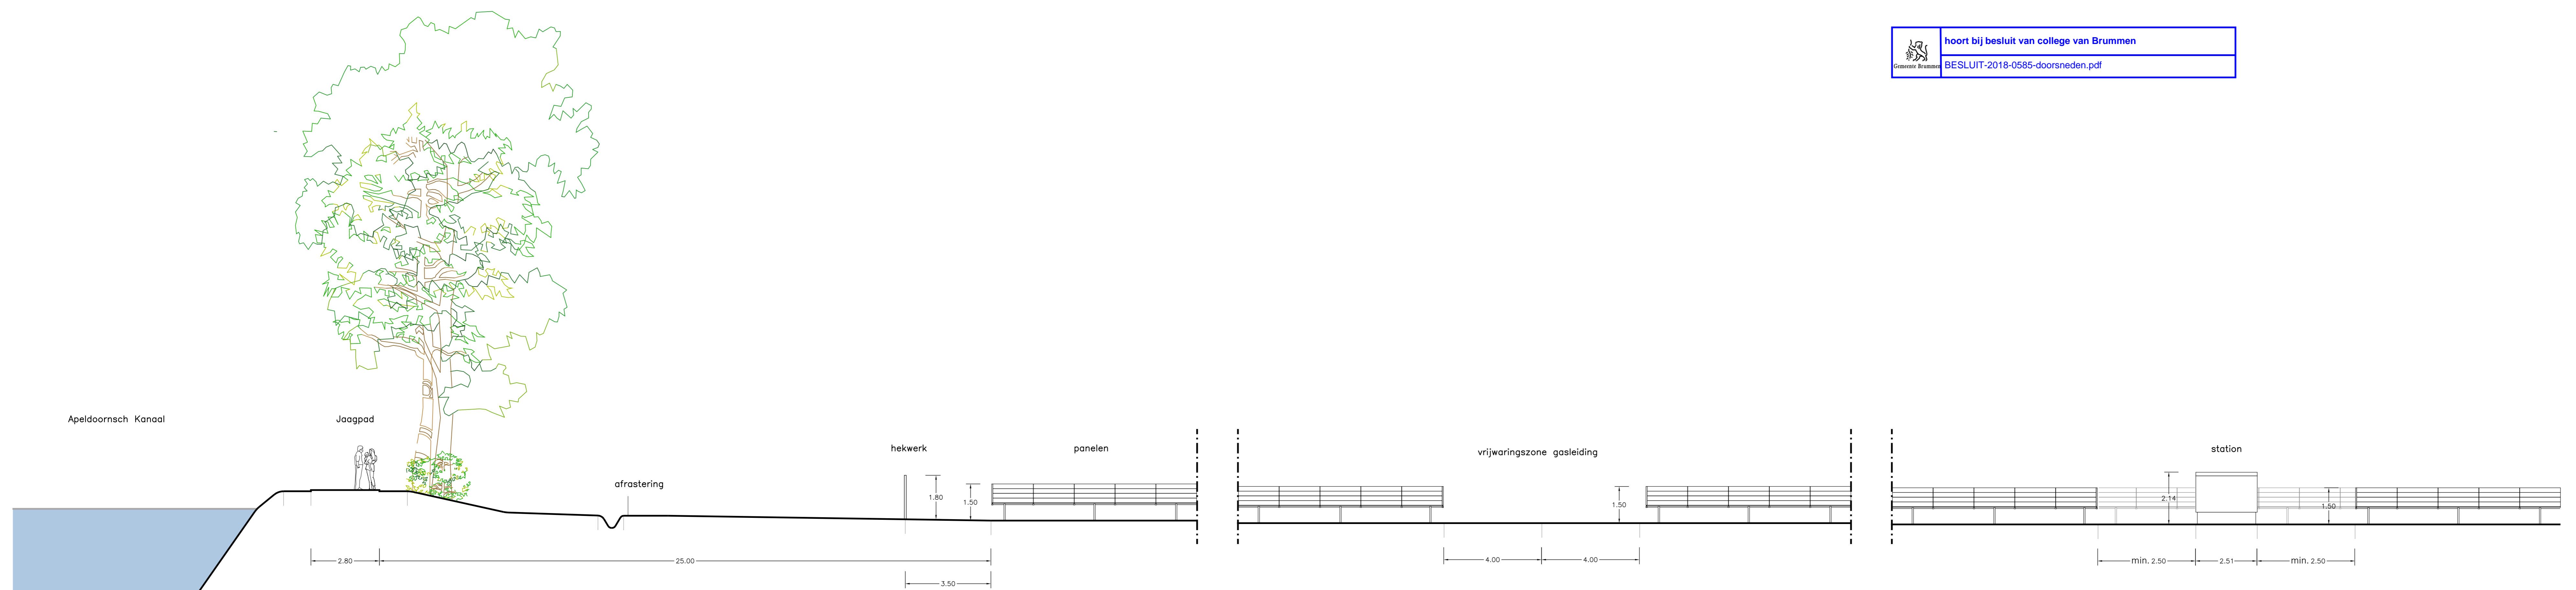 hoort bij besluit van college van Brummen
Gemeente Brummen
BESLUIT-2018-0585-doorsneden.pdf
Apeldoornsch Kanaal
Jaagpad
afrastering
hekwerk
panelen
vrijwaringszone gasleiding
station
1.80
1.50
1.50
2.14
1.50
2.80
25.00
3.50
4.00
4.00
min. 2.50
2.51
min. 2.50